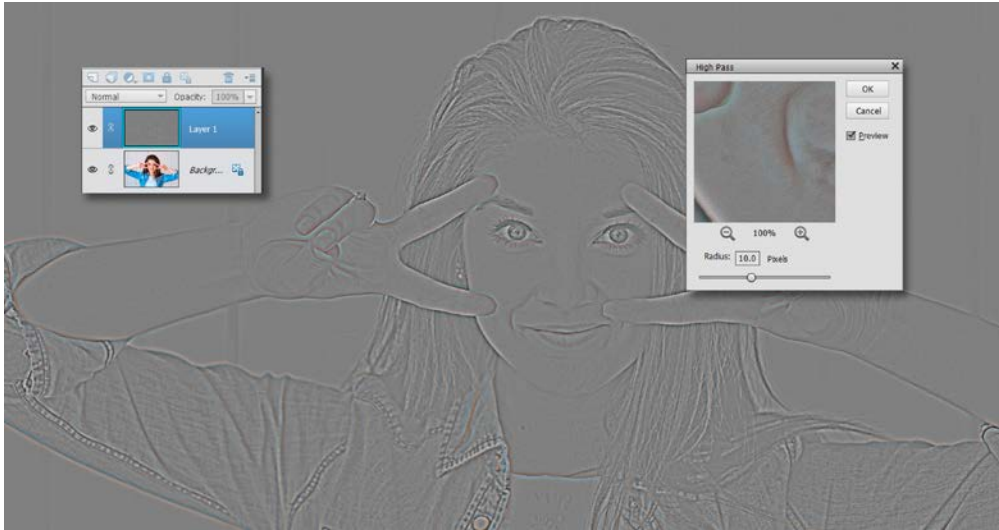 Normal Opacity: 100%
Layer 1
Backgr...
High Pass
OK
Cancel
Preview
100%
Radius: 10.0 Pixels